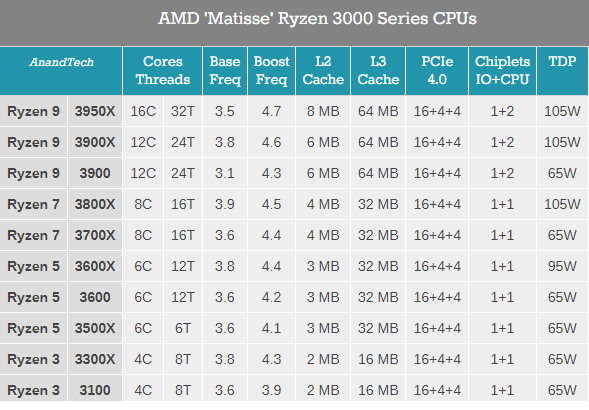 AMD 'Matisse' Ryzen 3000 Series CPUs
AnandTech Cores Threads Base Freq Boost Freq L2 Cache L3 Cache PCIe 4.0 Chiplets IO+CPU TDP
Ryzen 9 3950X 16C 32T 3.5 4.7 8 MB 64 MB 16+4+4 1+2 105W
Ryzen 9 3900X 12C 24T 3.8 4.6 6 MB 64 MB 16+4+4 1+2 105W
Ryzen 9 3900 12C 24T 3.1 4.3 6 MB 64 MB 16+4+4 1+2 65W
Ryzen 7 3800X 8C 16T 3.9 4.5 4 MB 32 MB 16+4+4 1+1 105W
Ryzen 7 3700X 8C 16T 3.6 4.4 4 MB 32 MB 16+4+4 1+1 65W
Ryzen 5 3600X 6C 12T 3.8 4.4 3 MB 32 MB 16+4+4 1+1 95W
Ryzen 5 3600 6C 12T 3.6 4.2 3 MB 32 MB 16+4+4 1+1 65W
Ryzen 5 3500X 6C 6T 3.6 4.1 3 MB 32 MB 16+4+4 1+1 65W
Ryzen 3 3300X 4C 8T 3.8 4.3 2 MB 16 MB 16+4+4 1+1 65W
Ryzen 3 3100 4C 8T 3.6 3.9 2 MB 16 MB 16+4+4 1+1 65W